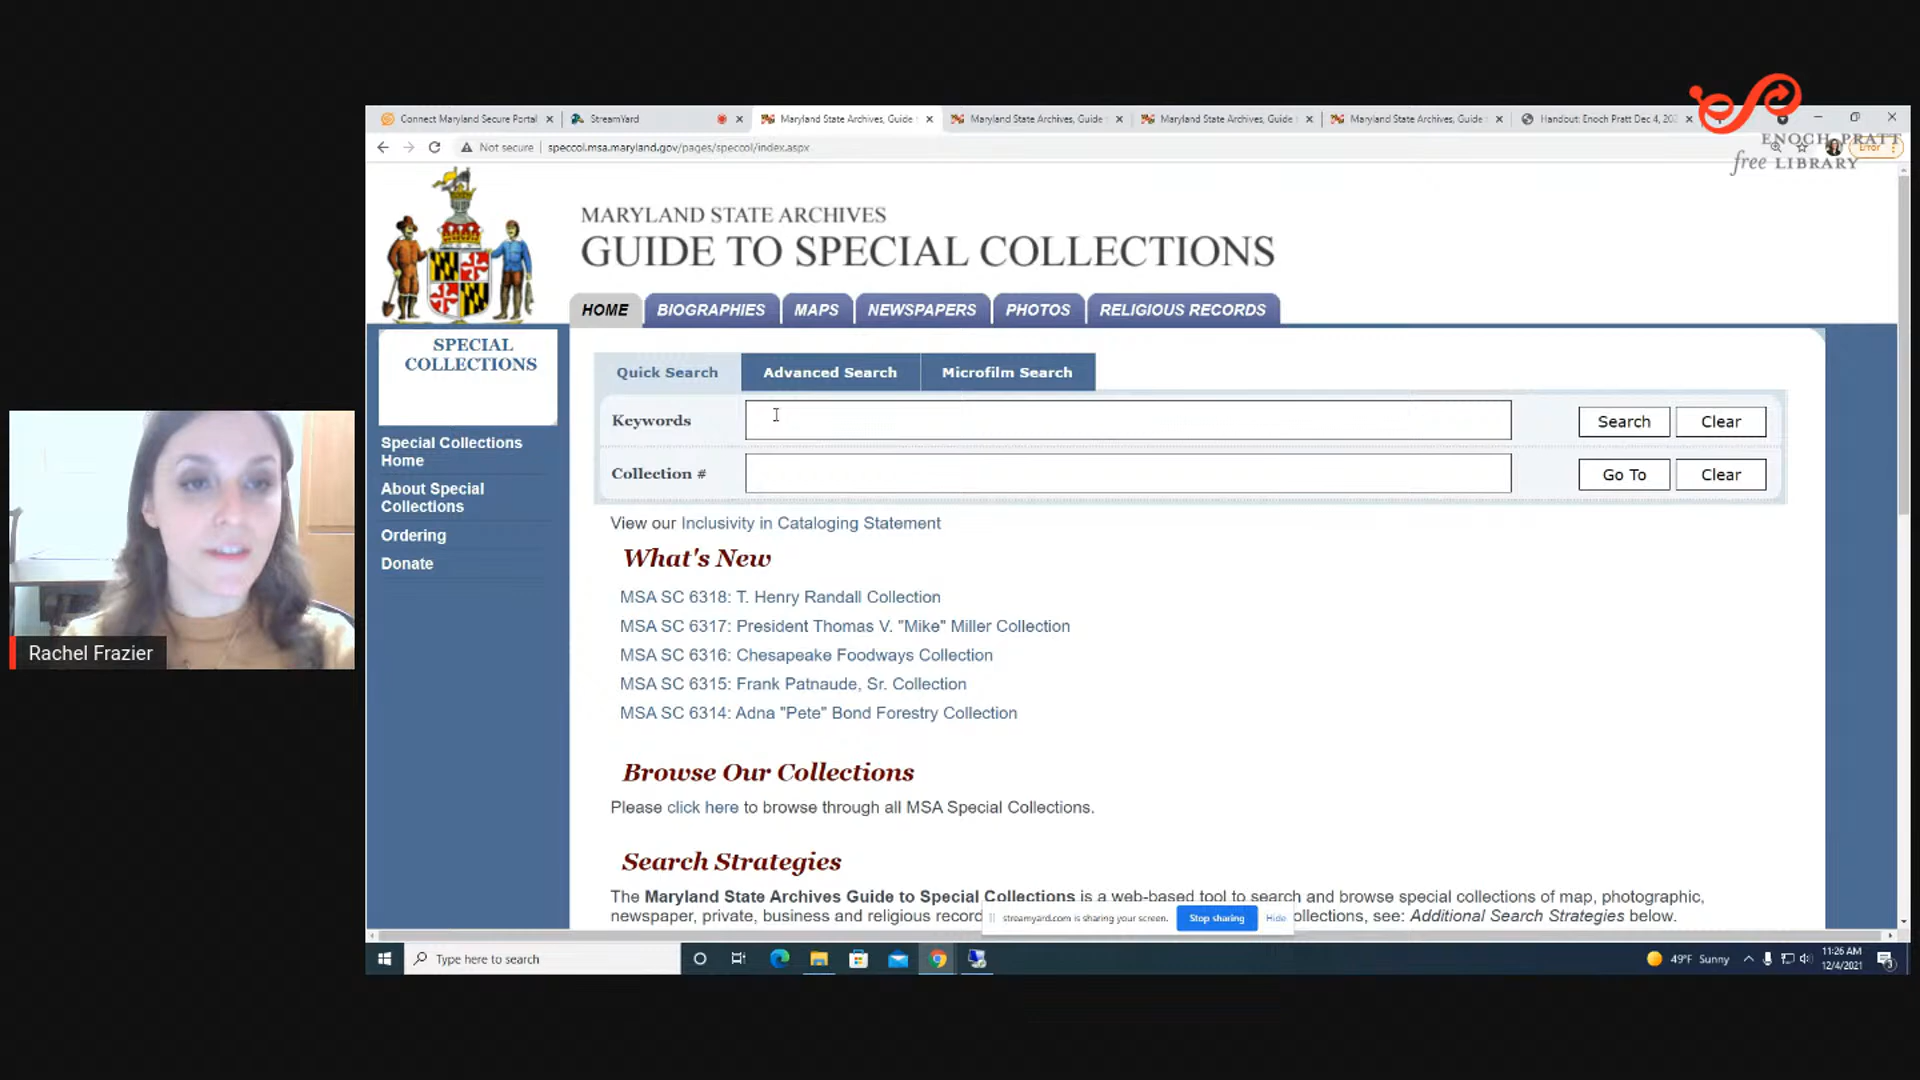 Connect Maryland Secure Portal
StreamYard
Maryland State Archives, Guide
Maryland State Archives, Guide
Maryland State Archives, Guide
Maryland State Archives, Guide
Handout: Enoch Pratt Dec 4, 202
ENOCH PRATT
free LIBRARY
Not secure
speccol.msa.maryland.gov/pages/speccol/index.aspx
Error
MARYLAND STATE ARCHIVES
GUIDE TO SPECIAL COLLECTIONS
HOME
BIOGRAPHIES
MAPS
NEWSPAPERS
PHOTOS
RELIGIOUS RECORDS
SPECIAL
COLLECTIONS
Special Collections
Home
About Special
Collections
Ordering
Donate
Quick Search
Advanced Search
Microfilm Search
Keywords
Search
Clear
Collection #
Go To
Clear
View our Inclusivity in Cataloging Statement
What's New
MSA SC 6318: T. Henry Randall Collection
MSA SC 6317: President Thomas V. "Mike" Miller Collection
MSA SC 6316: Chesapeake Foodways Collection
MSA SC 6315: Frank Patnaude, Sr. Collection
MSA SC 6314: Adna "Pete" Bond Forestry Collection
Browse Our Collections
Please click here to browse through all MSA Special Collections.
Search Strategies
The Maryland State Archives Guide to Special Collections is a web-based tool to search and browse special collections of map, photographic,
newspaper, private, business and religious record
ollections, see: Additional Search Strategies below.
streamyard.com is sharing your screen.
Stop sharing
Hide
Rachel Frazier
Type here to search
49°F Sunny
11:26 AM
12/4/2021